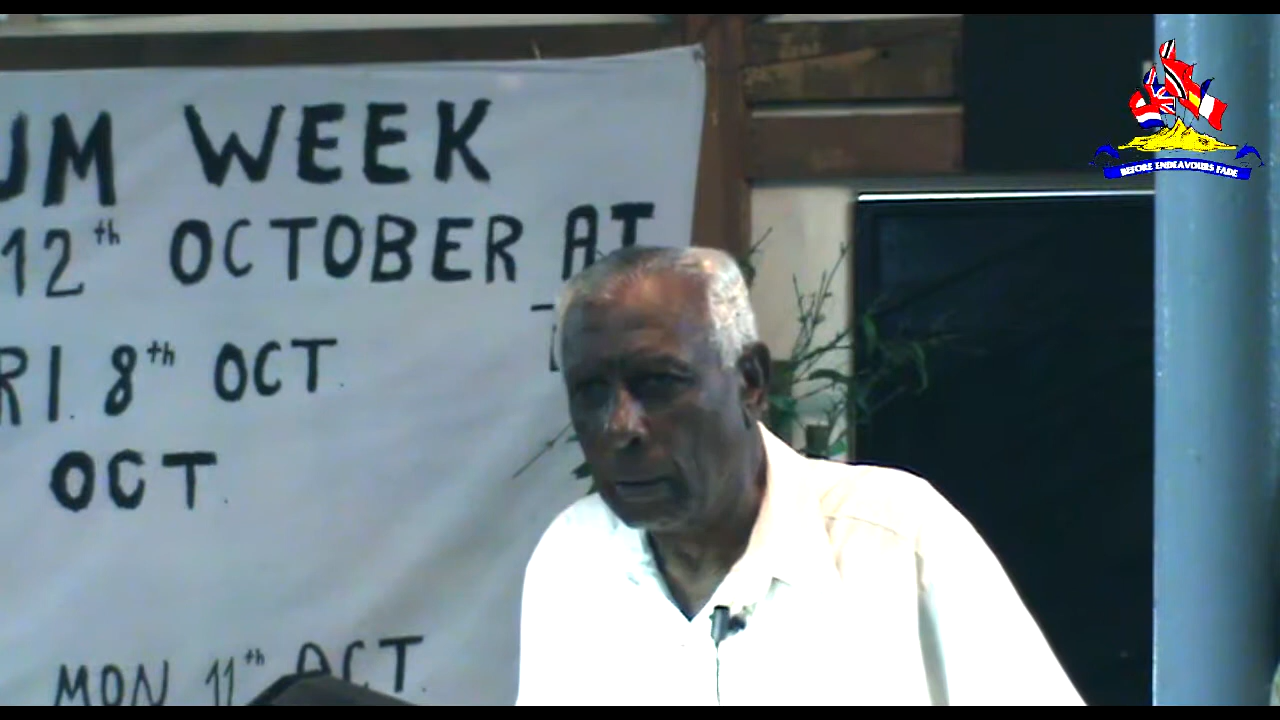 UM WEEK
12th OCTOBER AT
RI. 8th OCT.
OCT.
MON 11th OCT.
BEFORE ENDEAVOURS FADE